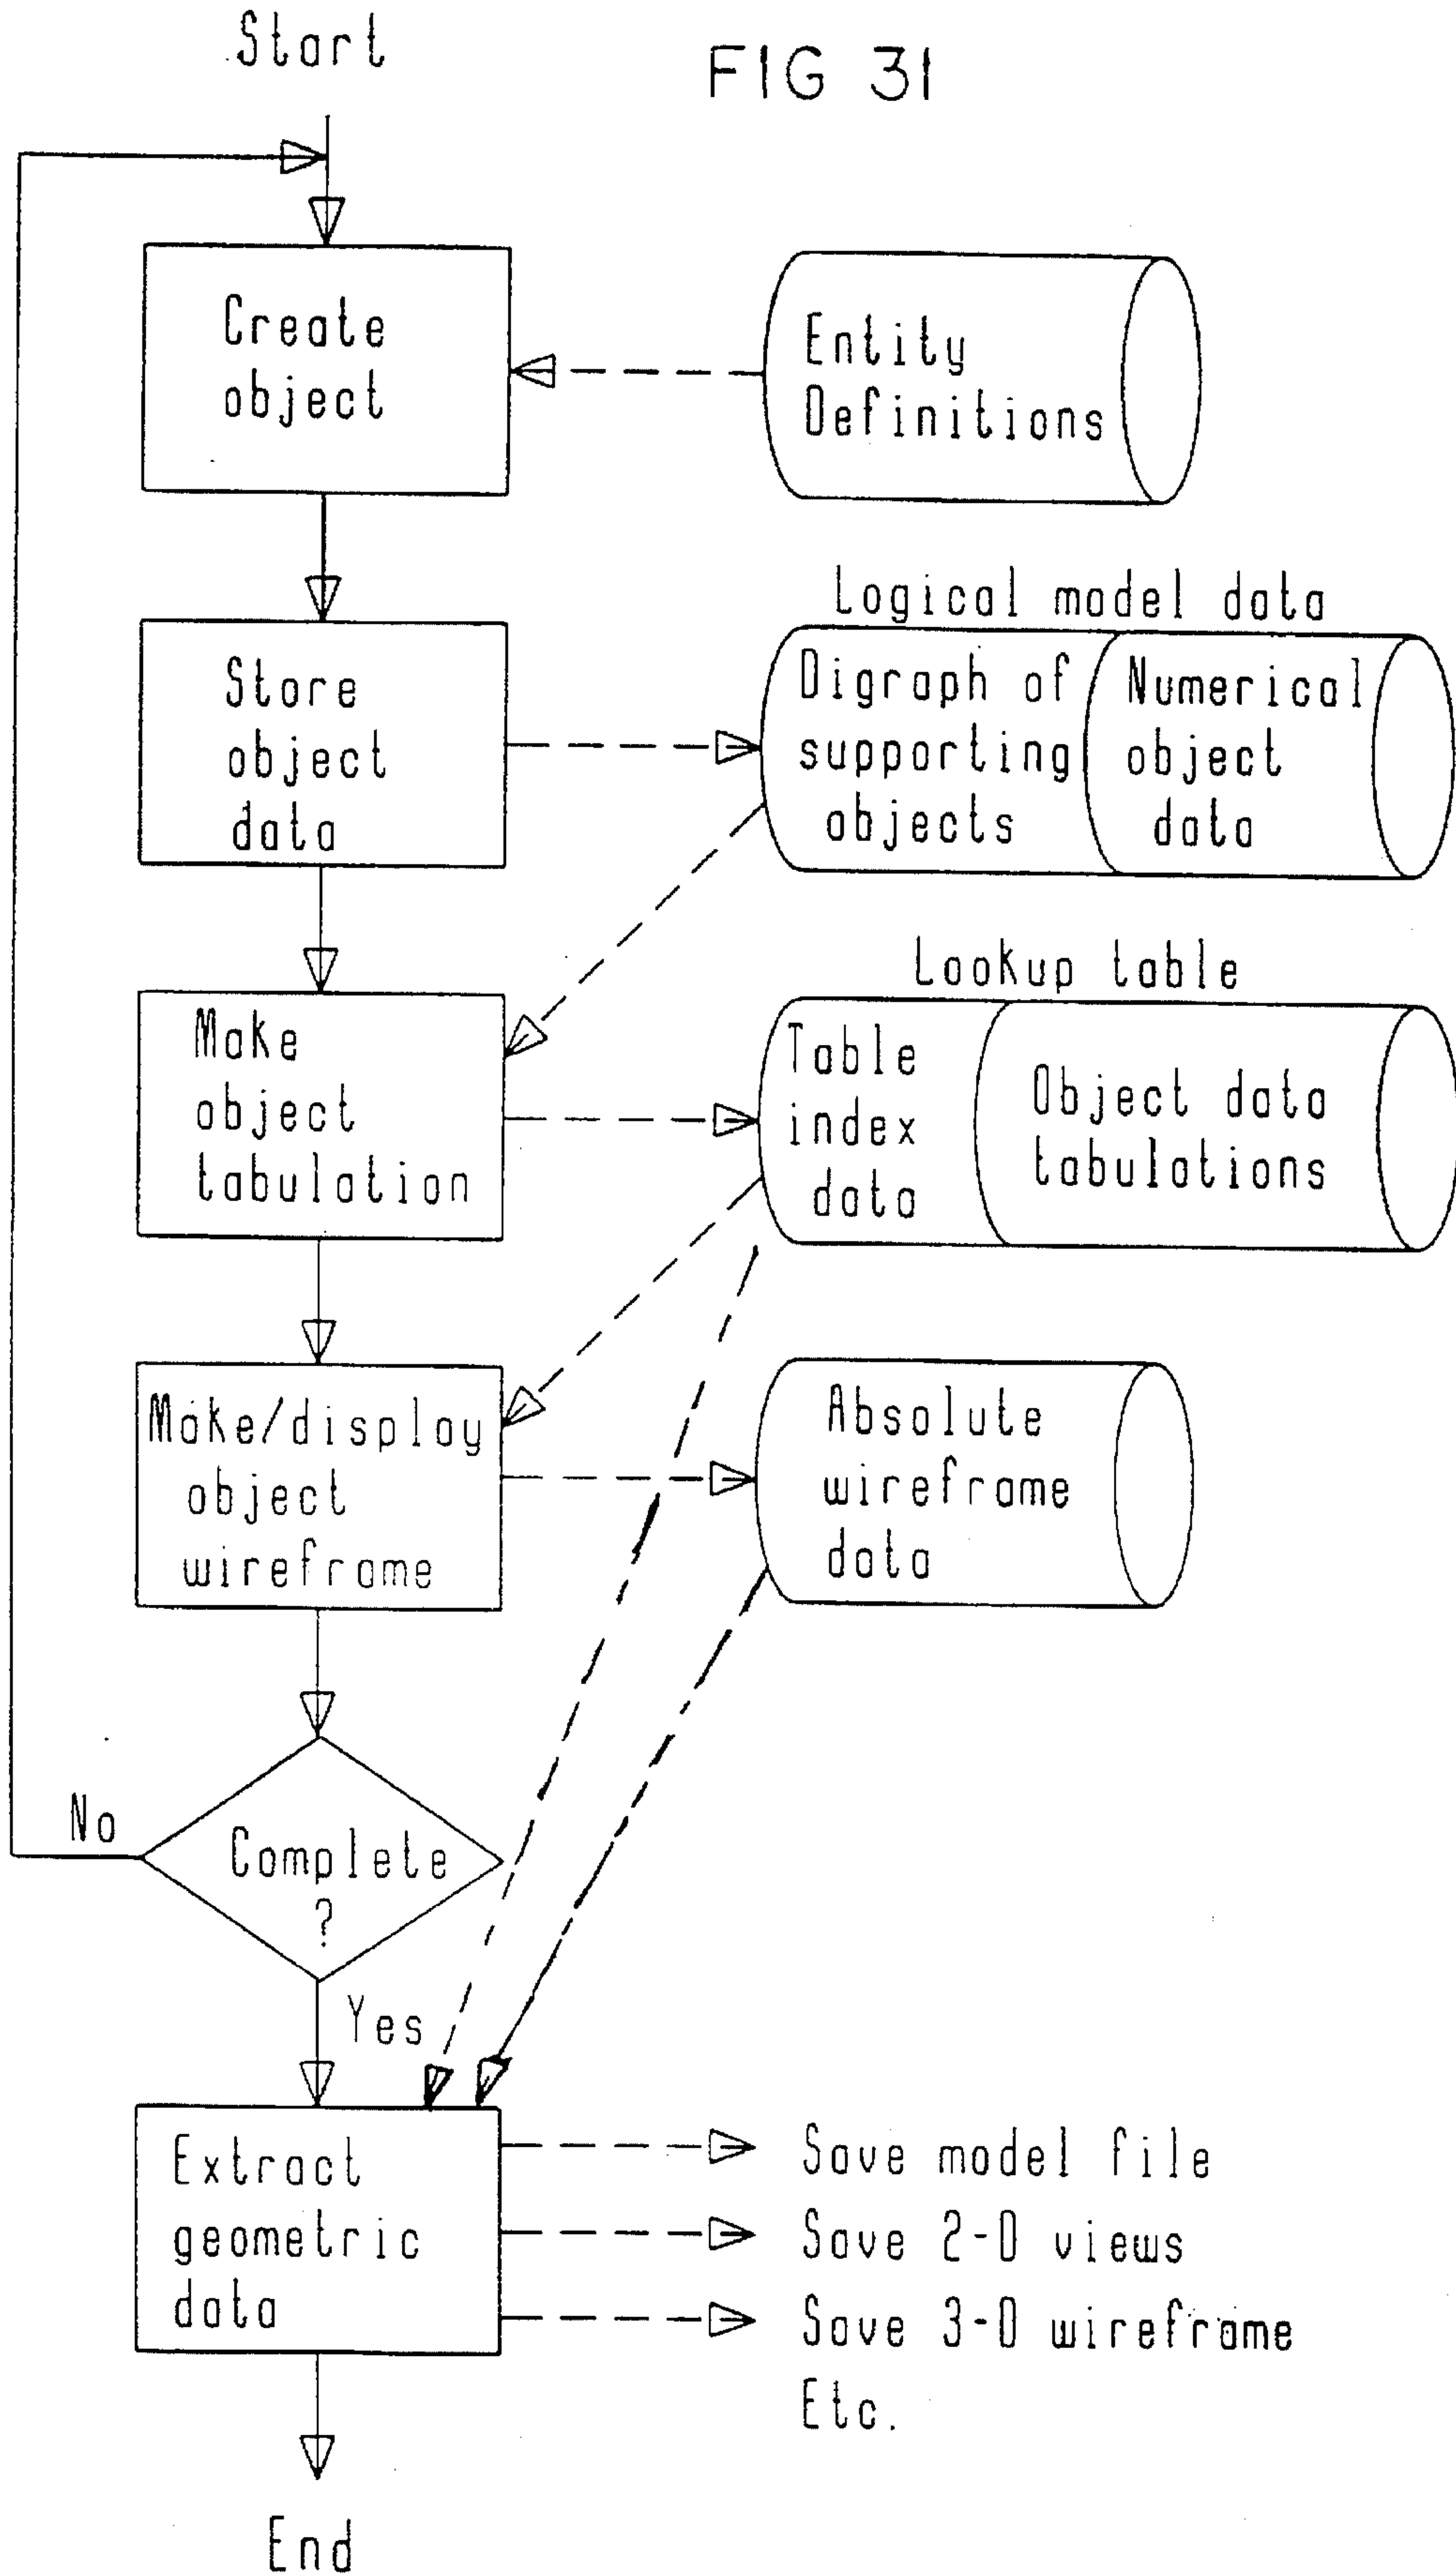 Start
FIG 31
Create
object
Entity
Definitions
Logical model data
Store
object
data
Digraph of
supporting
objects
Numerical
object
data
Lookup table
Make
object
tabulation
Table
index
data
Object data
tabulations
Make/display
object
wireframe
Absolute
wireframe
data
No
Complete
?
Yes
Extract
geometric
data
Save model file
Save 2-D views
Save 3-D wireframe
Etc.
End